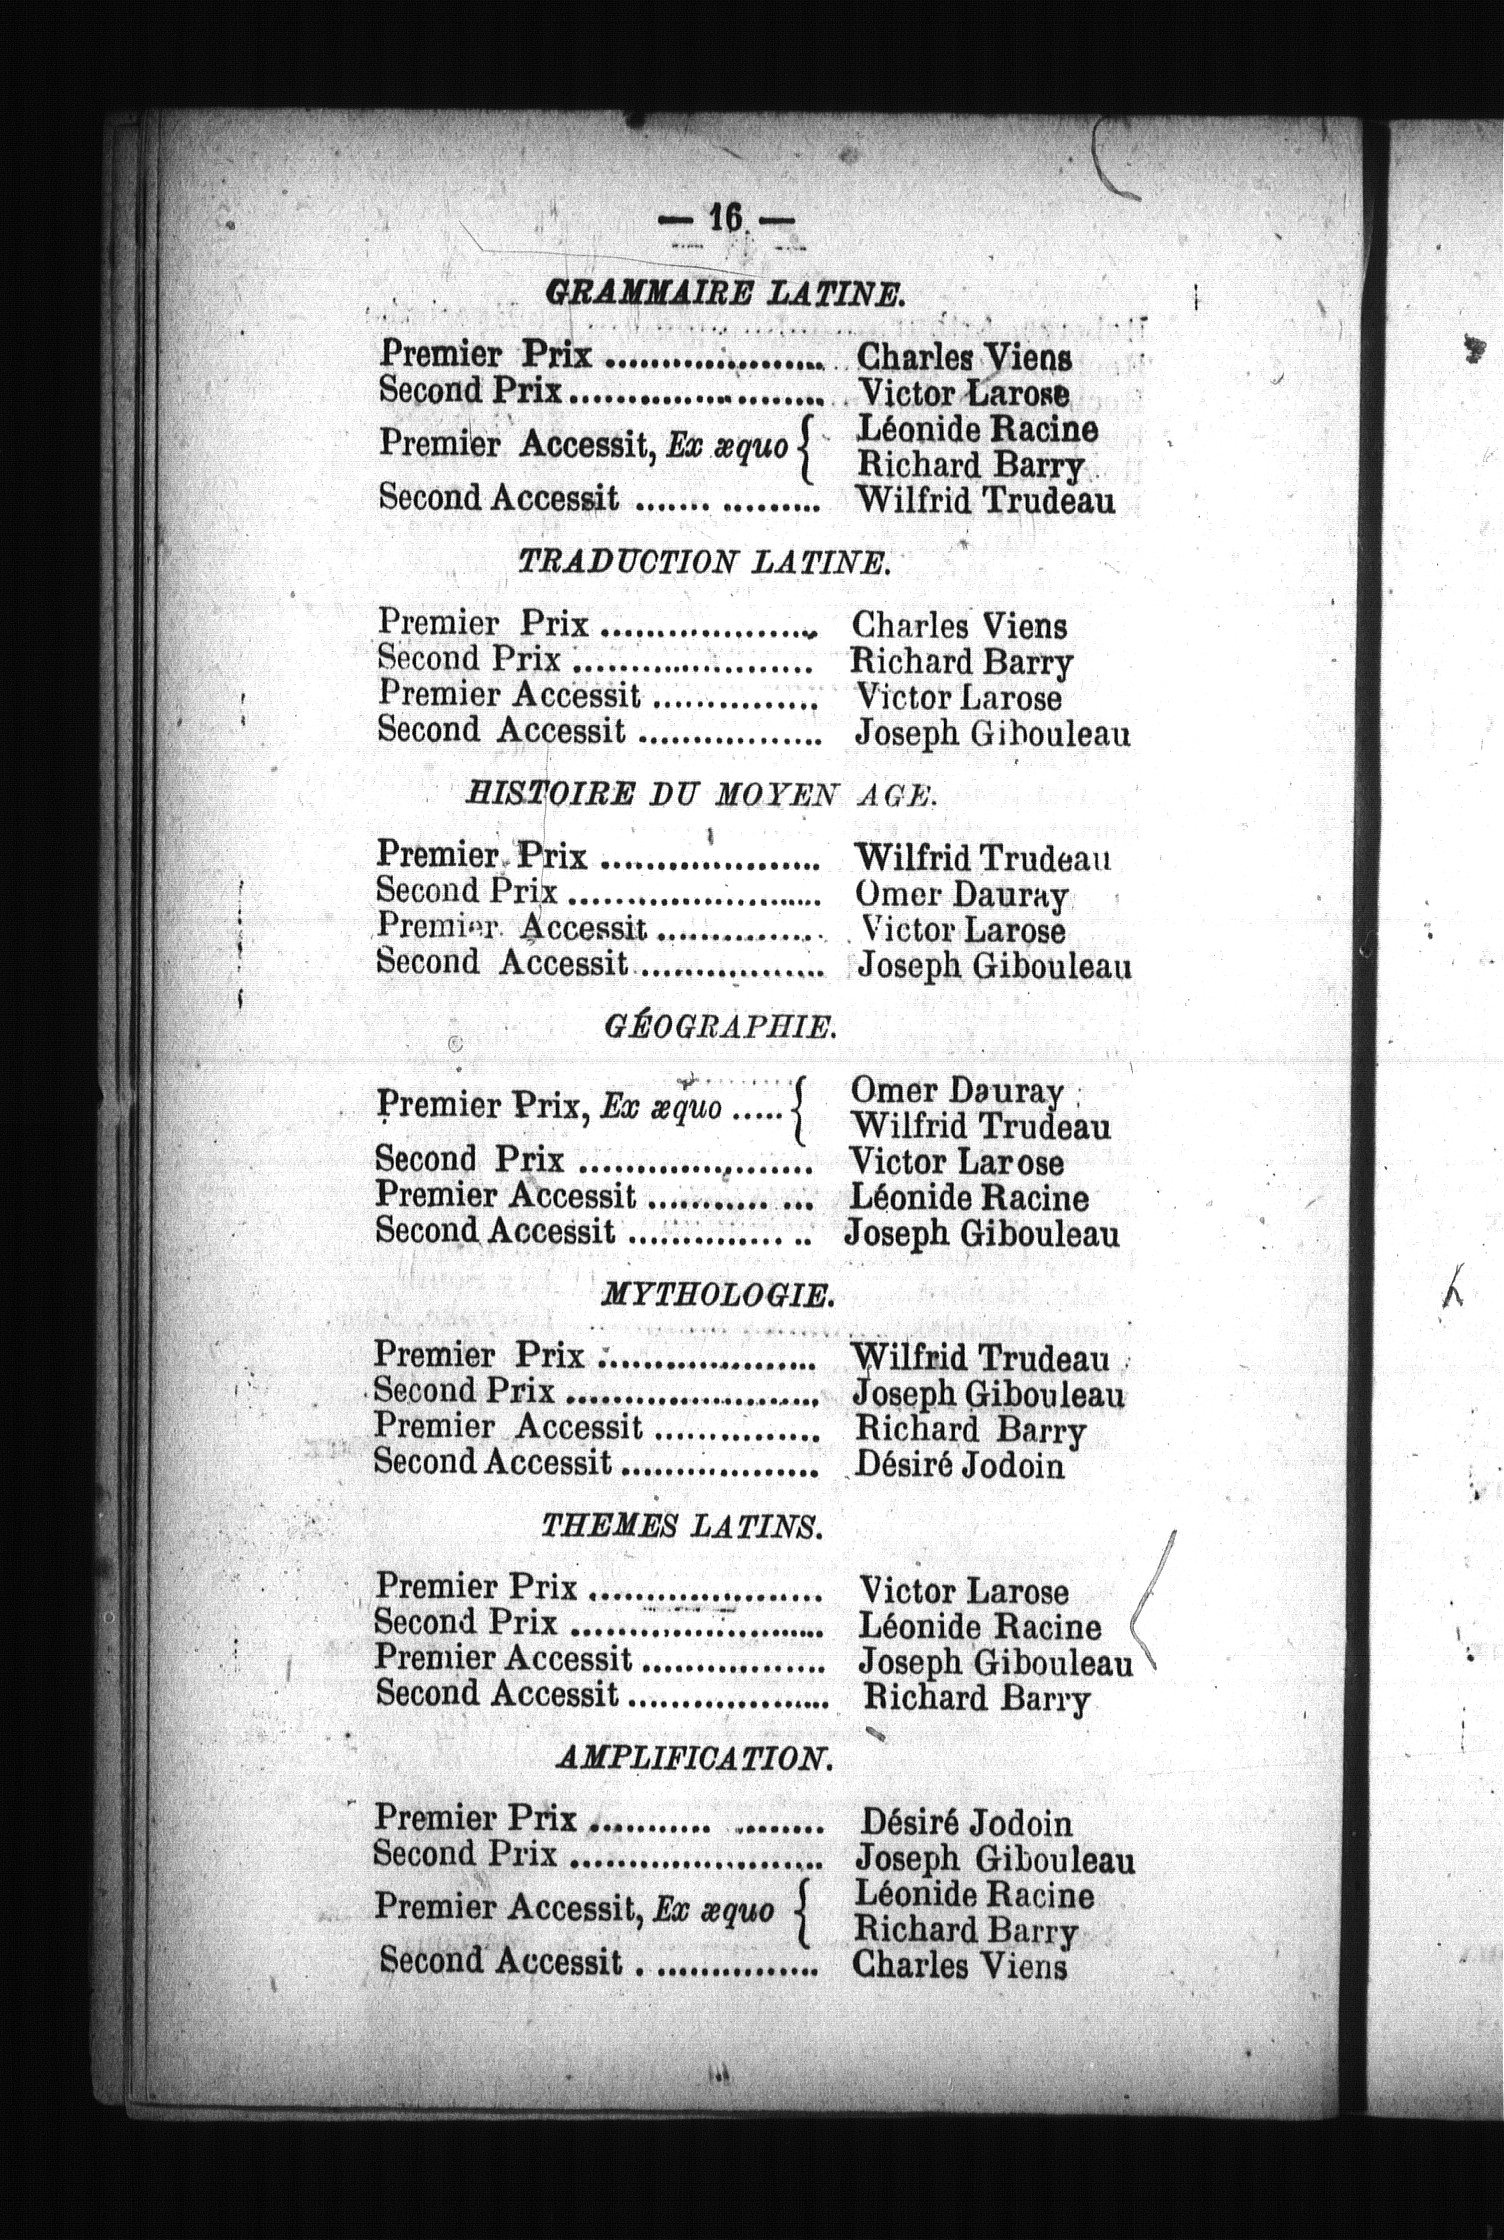 — 16 —
GRAMMAIRE LATINE.
Premier Prix ........................ Charles Viens
Second Prix........................ Victor Larose
Premier Accessit, Ex æquo { Léonide Racine
Richard Barry
Second Accessit ................. Wilfrid Trudeau
TRADUCTION LATINE.
Premier Prix ..................... Charles Viens
Second Prix ...................... Richard Barry
Premier Accessit ................ Victor Larose
Second Accessit ................. Joseph Gibouleau
HISTOIRE DU MOYEN AGE.
Premier Prix ..................... Wilfrid Trudeau
Second Prix ........................ Omer Dauray
Premier Accessit ................ Victor Larose
Second Accessit.................. Joseph Gibouleau
GÉOGRAPHIE.
Premier Prix, Ex æquo ..... { Omer Dauray
Wilfrid Trudeau
Second Prix ...................... Victor Larose
Premier Accessit ............ ... Léonide Racine
Second Accessit .............. .. Joseph Gibouleau
MYTHOLOGIE.
Premier Prix ..................... Wilfrid Trudeau
Second Prix ........................ Joseph Gibouleau
Premier Accessit ................ Richard Barry
Second Accessit ................... Désiré Jodoin
THEMES LATINS.
Premier Prix ...................... Victor Larose
Second Prix ........................ Léonide Racine
Premier Accessit ................. Joseph Gibouleau
Second Accessit ................... Richard Barry
AMPLIFICATION.
Premier Prix ............ ........ Désiré Jodoin
Second Prix ........................ Joseph Gibouleau
Premier Accessit, Ex æquo { Léonide Racine
Richard Barry
Second Accessit . ............... Charles Viens